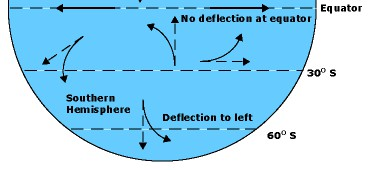 Equator
No deflection at equator
30° S
Southern
Hemisphere
Deflection to left
60° S